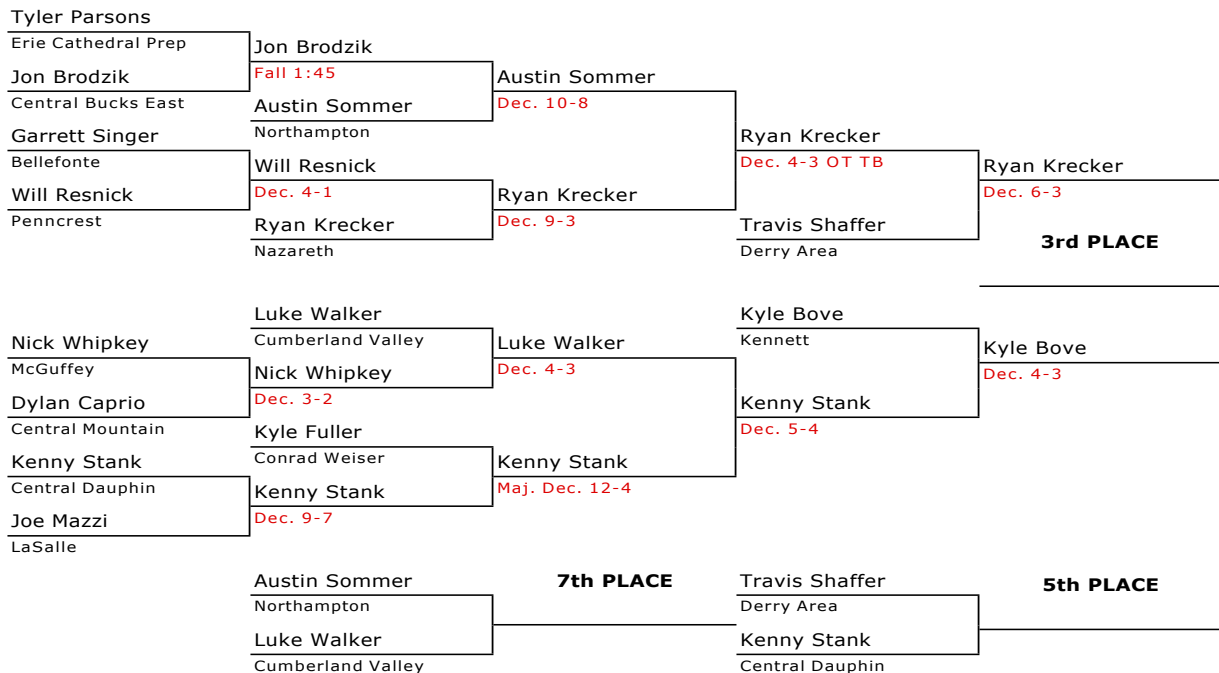 Tyler Parsons
Erie Cathedral Prep
Jon Brodzik
Fall 1:45
Jon Brodzik
Central Bucks East
Austin Sommer
Northampton
Austin Sommer
Dec. 10-8
Garrett Singer
Bellefonte
Will Resnick
Dec. 4-1
Will Resnick
Penncrest
Ryan Krecker
Nazareth
Ryan Krecker
Dec. 9-3
Ryan Krecker
Dec. 4-3 OT TB
Travis Shaffer
Derry Area
Ryan Krecker
Dec. 6-3
3rd PLACE
Luke Walker
Cumberland Valley
Nick Whipkey
McGuffey
Nick Whipkey
Dec. 3-2
Dylan Caprio
Central Mountain
Luke Walker
Dec. 4-3
Kyle Fuller
Conrad Weiser
Kenny Stank
Central Dauphin
Kenny Stank
Dec. 9-7
Joe Mazzi
LaSalle
Kenny Stank
Maj. Dec. 12-4
Kyle Bove
Kennett
Kenny Stank
Dec. 5-4
Kyle Bove
Dec. 4-3
Austin Sommer
Northampton
7th PLACE
Luke Walker
Cumberland Valley
Travis Shaffer
Derry Area
5th PLACE
Kenny Stank
Central Dauphin